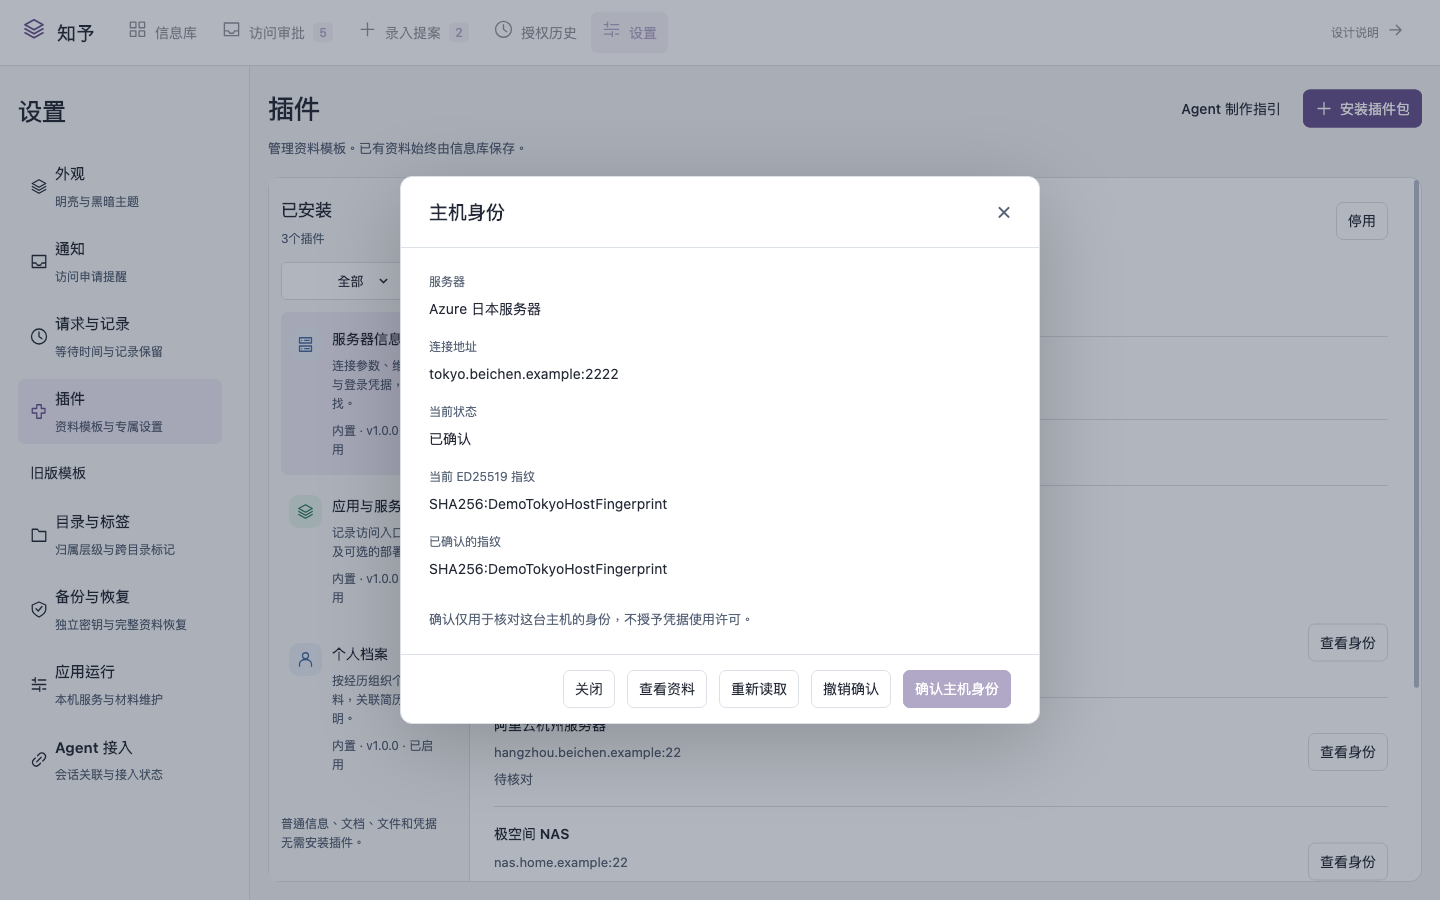 知予
信息库
访问审批 5
录入提案 2
授权历史
设置
设计说明
设置
外观
明亮与黑暗主题
通知
访问申请提醒
请求与记录
等待时间与记录保留
插件
资料模板与专属设置
旧版模板
目录与标签
归属层级与跨目录标记
备份与恢复
独立密钥与完整资料恢复
应用运行
本机服务与材料维护
Agent 接入
会话关联与接入状态
插件
管理资料模板。已有资料始终由信息库保存。
Agent 制作指引
安装插件包
已安装
3个插件
全部
服务器信息
连接参数、
与登录凭据，
找。
内置 · v1.0.0
用
应用与服务
记录访问入口
及可选的部署
内置 · v1.0.0
用
个人档案
按经历组织个
料，关联简历
明。
内置 · v1.0.0 · 已启
用
普通信息、文档、文件和凭据
无需安装插件。
停用
查看身份
阿里云杭州服务器
hangzhou.beichen.example:22
待核对
查看身份
极空间 NAS
nas.home.example:22
查看身份
主机身份
服务器
Azure 日本服务器
连接地址
tokyo.beichen.example:2222
当前状态
已确认
当前 ED25519 指纹
SHA256:DemoTokyoHostFingerprint
已确认的指纹
SHA256:DemoTokyoHostFingerprint
确认仅用于核对这台主机的身份，不授予凭据使用许可。
关闭
查看资料
重新读取
撤销确认
确认主机身份